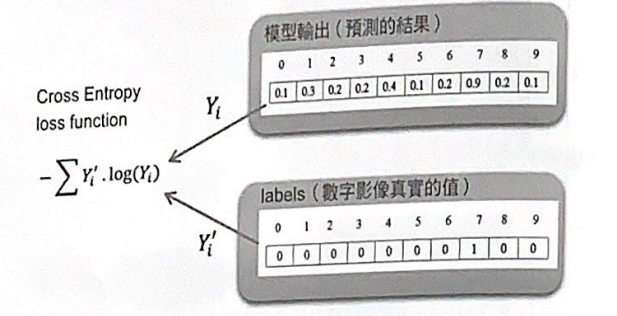 模型輸出（預測的結果）
0 1 2 3 4 5 6 7 8 9
0.1 0.3 0.2 0.2 0.4 0.1 0.2 0.9 0.2 0.1
Cross Entropy
loss function
Yᵢ
−∑ Yᵢ′ . log(Yᵢ)
labels（數字影像真實的值）
0 1 2 3 4 5 6 7 8 9
0 0 0 0 0 0 0 1 0 0
Yᵢ′